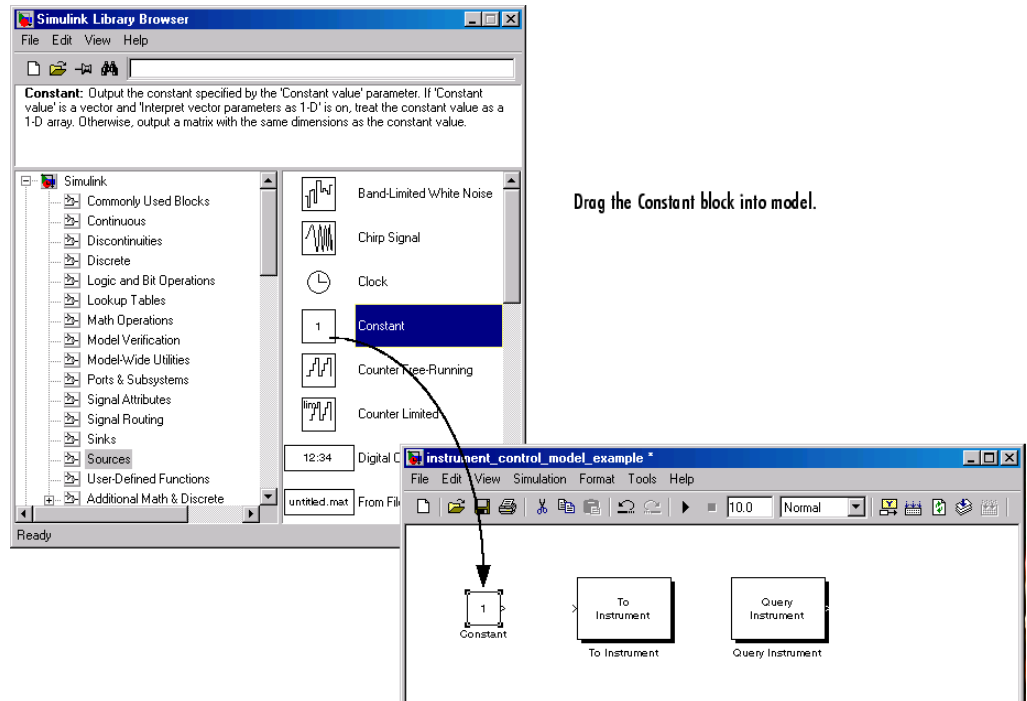 Simulink Library Browser
File Edit View Help
Constant: Output the constant specified by the 'Constant value' parameter. If 'Constant
value' is a vector and 'Interpret vector parameters as 1-D' is on, treat the constant value as a
1-D array. Otherwise, output a matrix with the same dimensions as the constant value.
Simulink
Commonly Used Blocks
Continuous
Discontinuities
Discrete
Logic and Bit Operations
Lookup Tables
Math Operations
Model Verification
Model-Wide Utilities
Ports & Subsystems
Signal Attributes
Signal Routing
Sinks
Sources
User-Defined Functions
Additional Math & Discrete
Band-Limited White Noise
Chirp Signal
Clock
1 Constant
Counter Free-Running
lim Counter Limited
12:34 Digital C
untitled.mat From File
Ready
Drag the Constant block into model.
instrument_control_model_example *
File Edit View Simulation Format Tools Help
10.0 Normal
1
Constant
To
Instrument
To Instrument
Query
Instrument
Query Instrument